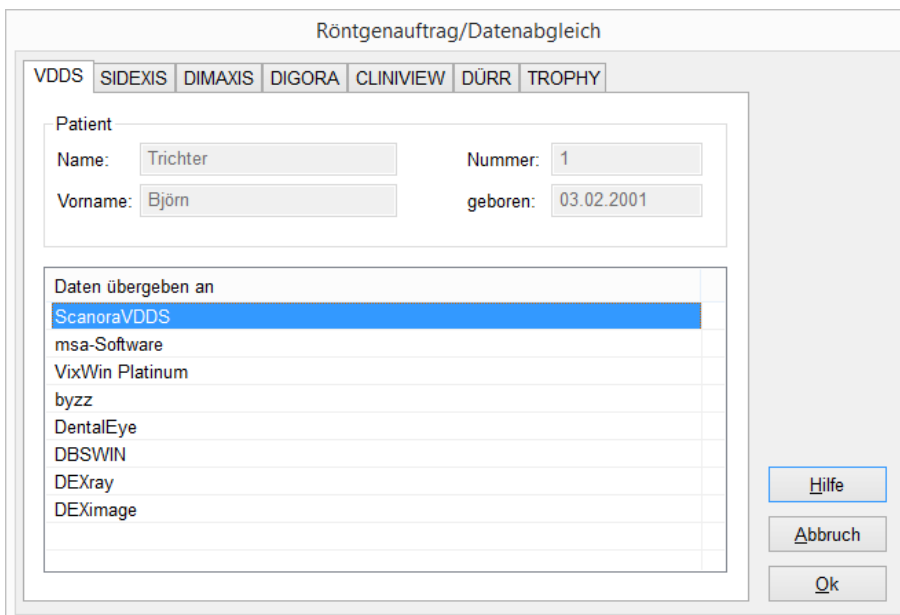 Röntgenauftrag/Datenabgleich
VDDS SIDEXIS DIMAXIS DIGORA CLINIVIEW DÜRR TROPHY
Patient
Name: Trichter Nummer: 1
Vorname: Björn geboren: 03.02.2001
Daten übergeben an
ScanoraVDDS
msa-Software
VixWin Platinum
byzz
DentalEye
DBSWIN
DEXray
DEXimage
Hilfe
Abbruch
Ok